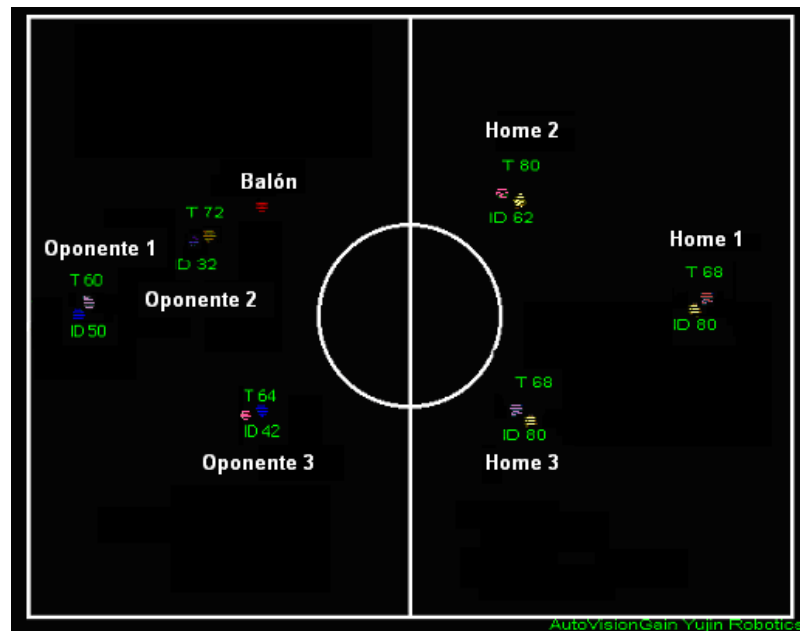 Home 2
T 80
ID 62
Balón
T 72
D 32
Oponente 2
Oponente 1
T 60
ID 50
Home 1
T 68
ID 80
T 64
ID 42
Oponente 3
T 68
ID 80
Home 3
AutoVisionGain Yujin Robotics